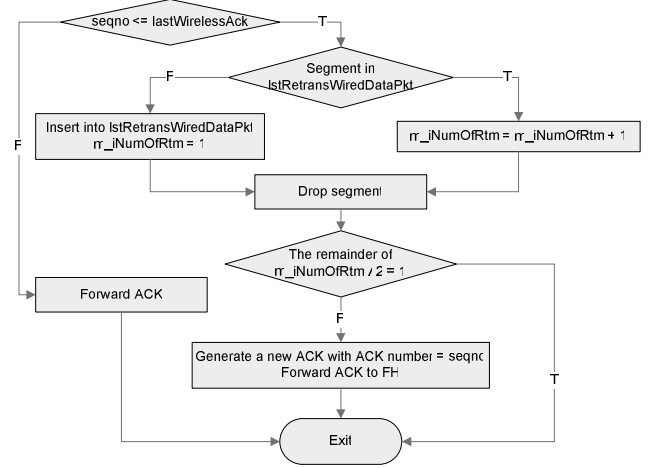 seqno <= lastWirelessAck
T
Segment in
lstRetransWiredDataPkt
F
T
Insert into lstRetransWiredDataPkt
m_iNumOfRtm = 1
m_iNumOfRtm = m_iNumOfRtm + 1
F
Drop segment
The remainder of
m_iNumOfRtm / 2 = 1
Forward ACK
F
Generate a new ACK with ACK number = seqno
Forward ACK to FH
T
Exit